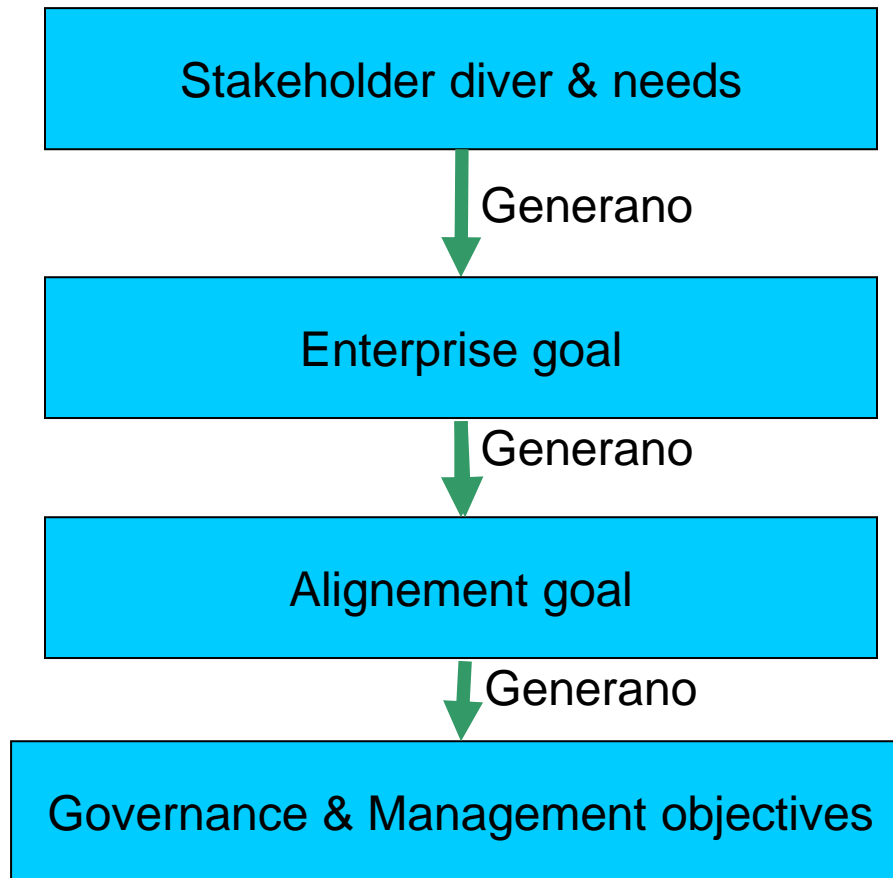 Stakeholder diver & needs
Generano
Enterprise goal
Generano
Alignement goal
Generano
Governance & Management objectives